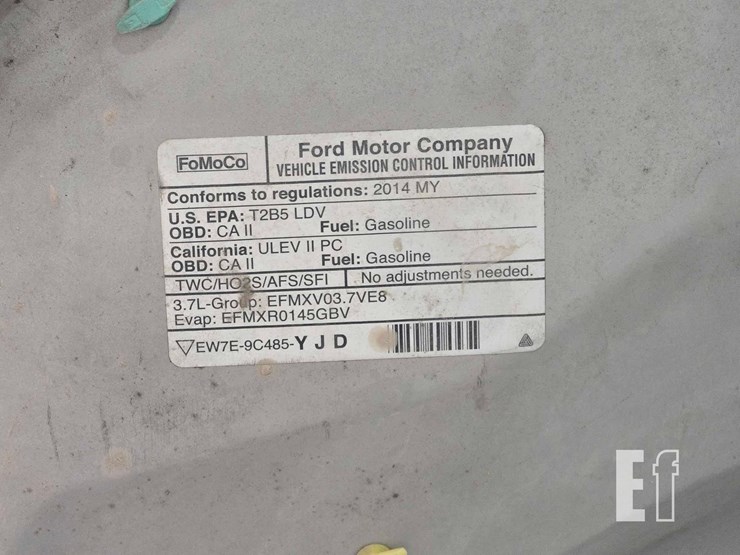 FoMoCo
Ford Motor Company
VEHICLE EMISSION CONTROL INFORMATION
Conforms to regulations: 2014 MY
U.S. EPA: T2B5 LDV
OBD: CA II Fuel: Gasoline
California: ULEV II PC
OBD: CA II Fuel: Gasoline
TWC/HO2S/AFS/SFI No adjustments needed.
3.7L-Group: EFMXV03.7VE8
Evap: EFMXR0145GBV
EW7E-9C485-Y J D
Ef